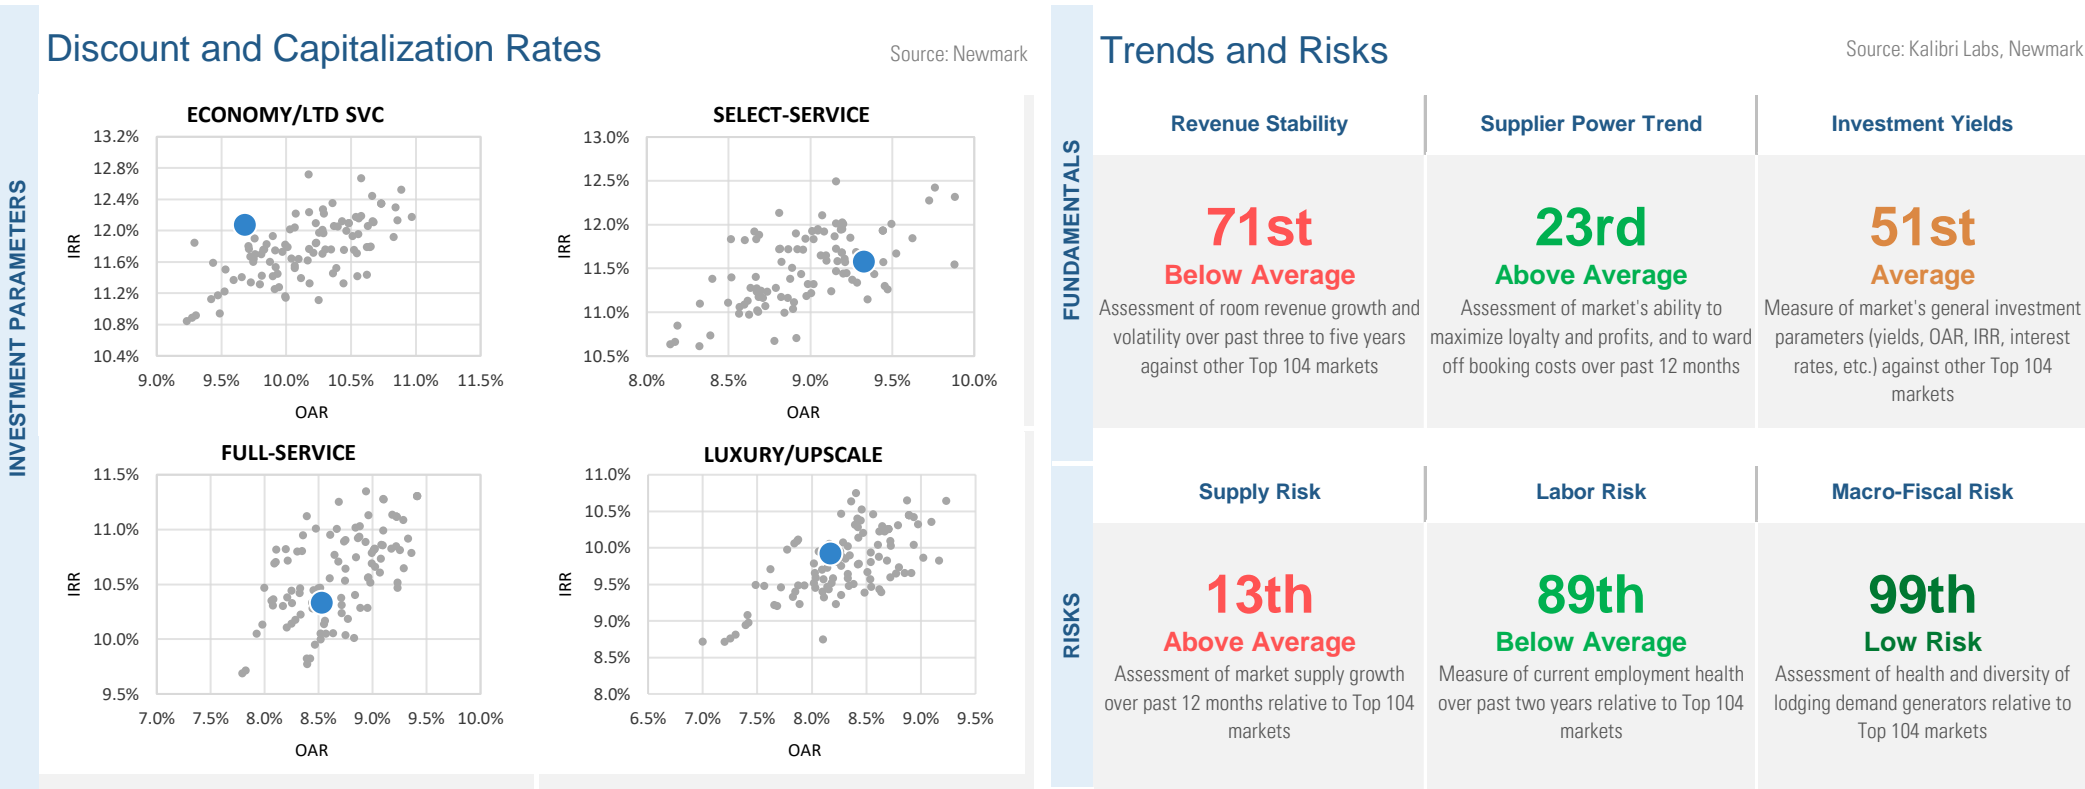 Discount and Capitalization Rates
Source: Newmark
INVESTMENT PARAMETERS
ECONOMY/LTD SVC
13.2%
12.8%
12.4%
12.0%
11.6%
11.2%
10.8%
10.4%
IRR
9.0% 9.5% 10.0% 10.5% 11.0% 11.5%
OAR
SELECT-SERVICE
13.0%
12.5%
12.0%
11.5%
11.0%
10.5%
IRR
8.0% 8.5% 9.0% 9.5% 10.0%
OAR
FULL-SERVICE
11.5%
11.0%
10.5%
10.0%
9.5%
IRR
7.0% 7.5% 8.0% 8.5% 9.0% 9.5% 10.0%
OAR
LUXURY/UPSCALE
11.0%
10.5%
10.0%
9.5%
9.0%
8.5%
8.0%
IRR
6.5% 7.0% 7.5% 8.0% 8.5% 9.0% 9.5%
OAR
Trends and Risks
Source: Kalibri Labs, Newmark
FUNDAMENTALS
Revenue Stability
71st
Below Average
Assessment of room revenue growth and
volatility over past three to five years
against other Top 104 markets
Supplier Power Trend
23rd
Above Average
Assessment of market's ability to
maximize loyalty and profits, and to ward
off booking costs over past 12 months
Investment Yields
51st
Average
Measure of market's general investment
parameters (yields, OAR, IRR, interest
rates, etc.) against other Top 104
markets
RISKS
Supply Risk
13th
Above Average
Assessment of market supply growth
over past 12 months relative to Top 104
markets
Labor Risk
89th
Below Average
Measure of current employment health
over past two years relative to Top 104
markets
Macro-Fiscal Risk
99th
Low Risk
Assessment of health and diversity of
lodging demand generators relative to
Top 104 markets